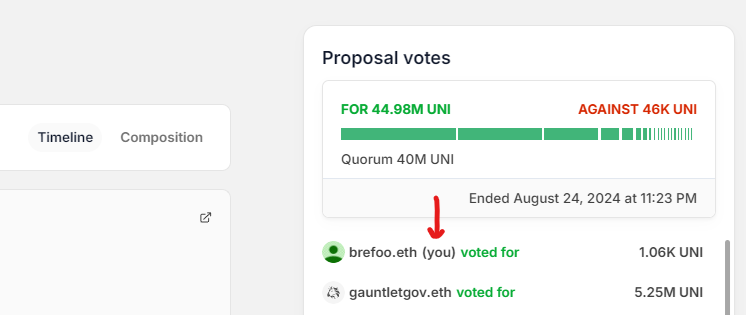 Timeline
Composition
Proposal votes
FOR 44.98M UNI
AGAINST 46K UNI
Quorum 40M UNI
Ended August 24, 2024 at 11:23 PM
brefoo.eth (you) voted for 1.06K UNI
gauntletgov.eth voted for 5.25M UNI